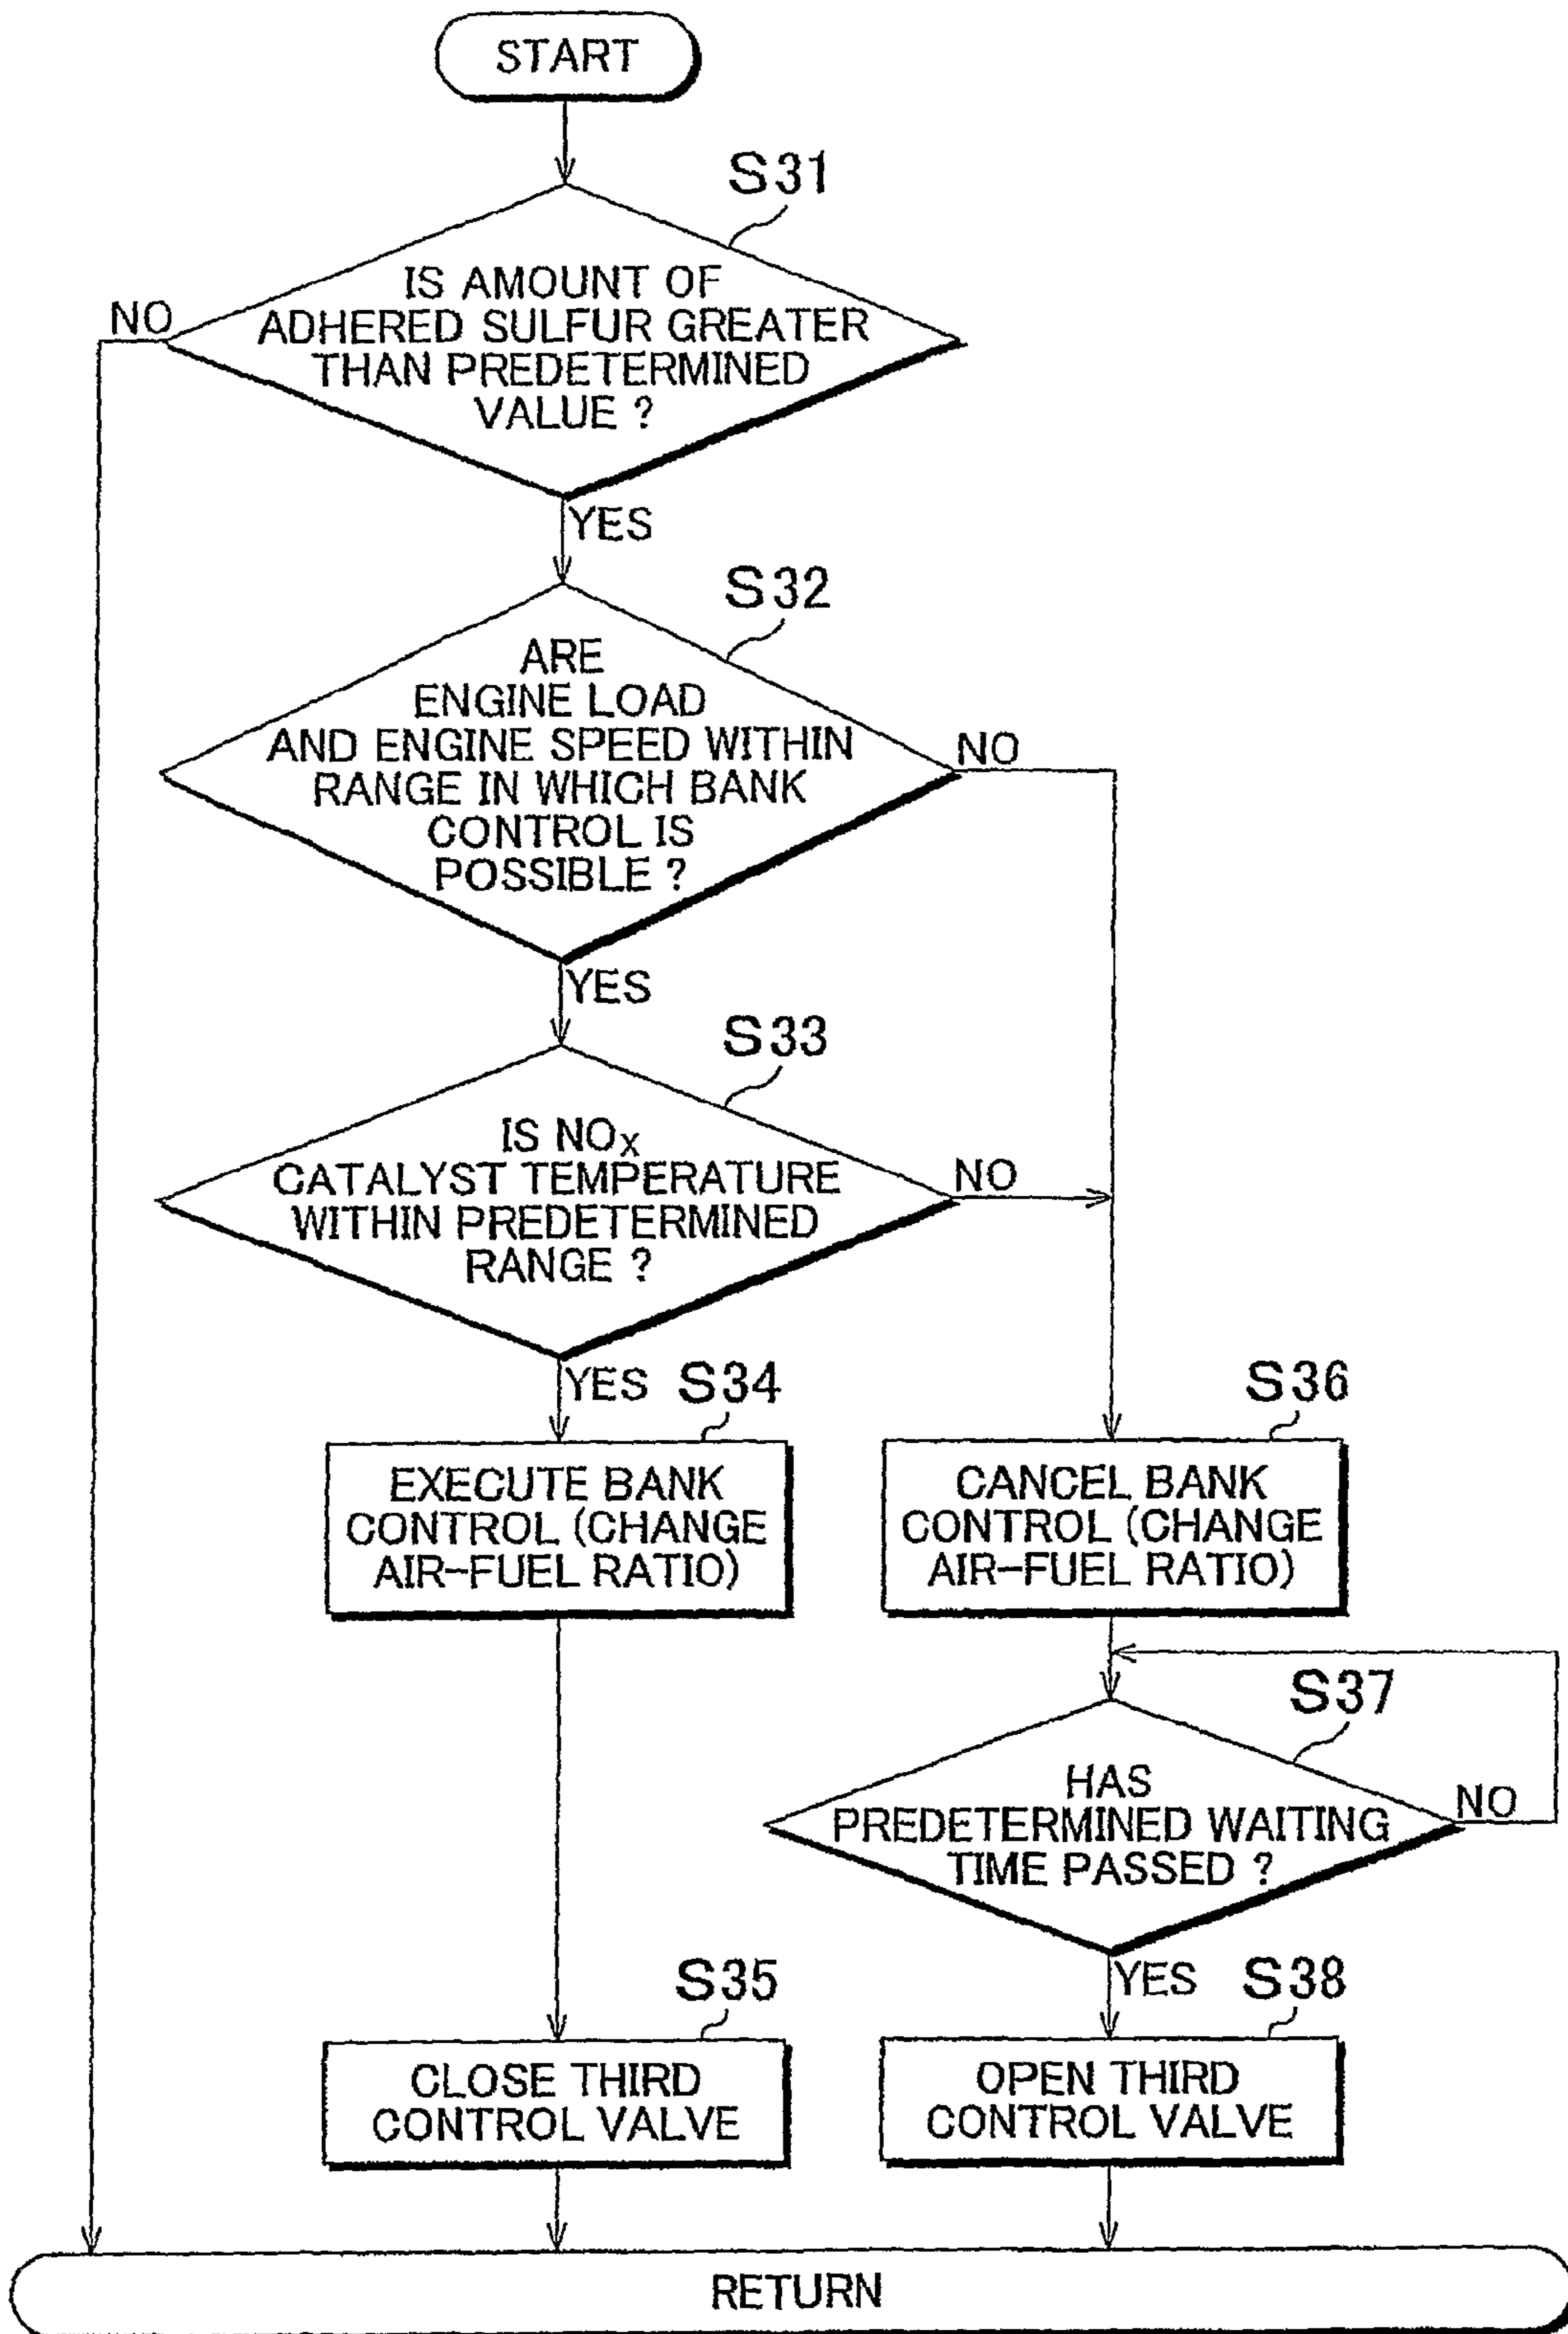 START
S31
IS AMOUNT OF
ADHERED SULFUR GREATER
THAN PREDETERMINED
VALUE ?
NO
YES
S32
ARE
ENGINE LOAD
AND ENGINE SPEED WITHIN
RANGE IN WHICH BANK
CONTROL IS
POSSIBLE ?
NO
YES
S33
IS NOx
CATALYST TEMPERATURE
WITHIN PREDETERMINED
RANGE ?
NO
YES
S34
EXECUTE BANK
CONTROL (CHANGE
AIR-FUEL RATIO)
S36
CANCEL BANK
CONTROL (CHANGE
AIR-FUEL RATIO)
S37
HAS
PREDETERMINED WAITING
TIME PASSED ?
NO
YES
S35
CLOSE THIRD
CONTROL VALVE
S38
OPEN THIRD
CONTROL VALVE
RETURN